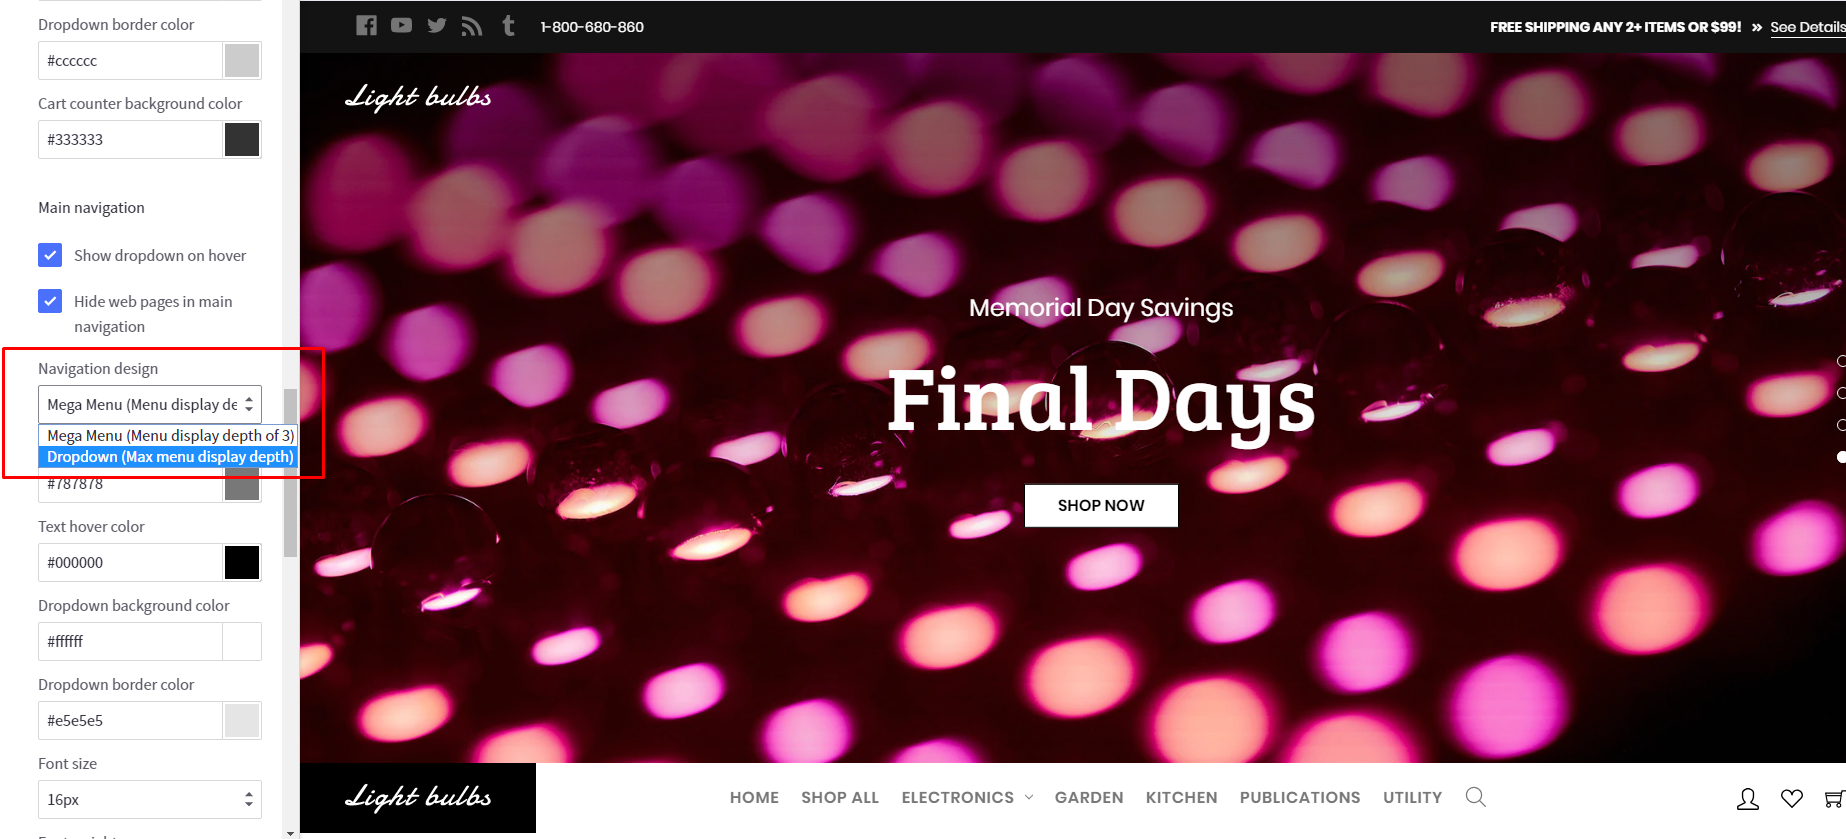 Dropdown border color
#cccccc
Cart counter background color
#333333
Main navigation
Show dropdown on hover
Hide web pages in main
navigation
Navigation design
Mega Menu (Menu display de
Mega Menu (Menu display depth of 3)
Dropdown (Max menu display depth)
#787878
Text hover color
#000000
Dropdown background color
#ffffff
Dropdown border color
#e5e5e5
Font size
16px
1-800-680-860
FREE SHIPPING ANY 2+ ITEMS OR $99! » See Details
Light bulbs
Memorial Day Savings
Final Days
SHOP NOW
Light bulbs
HOME SHOP ALL ELECTRONICS GARDEN KITCHEN PUBLICATIONS UTILITY